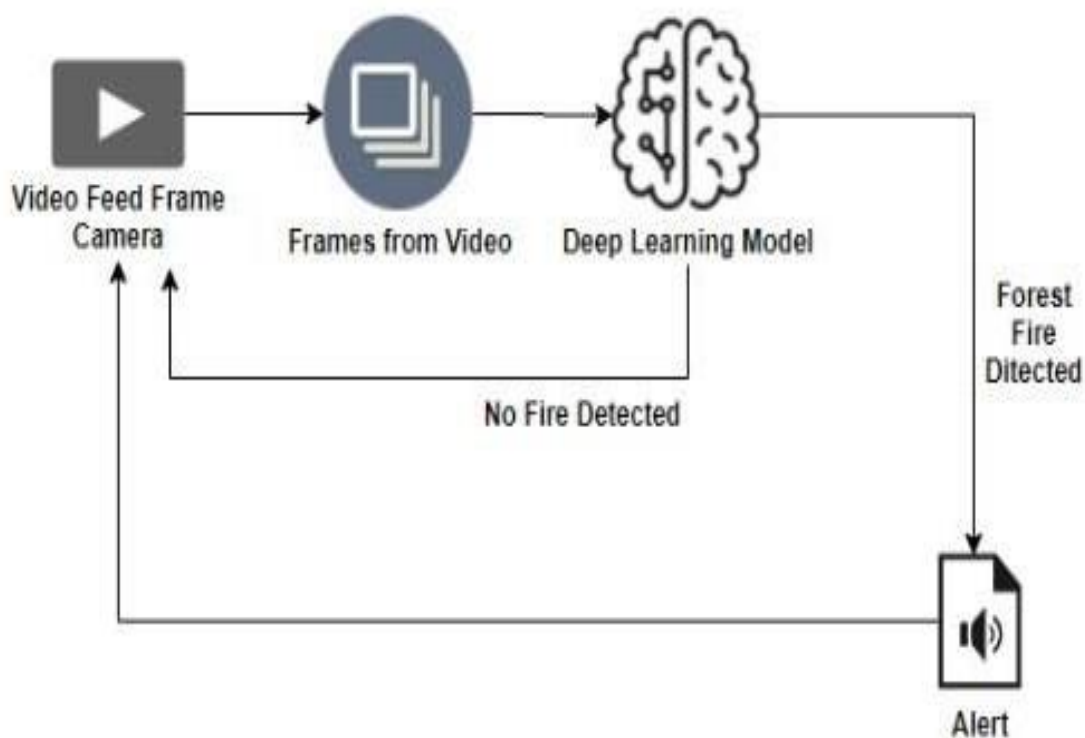 Video Feed Frame
Camera
Frames from Video
Deep Learning Model
Forest
Fire
Ditected
No Fire Detected
Alert